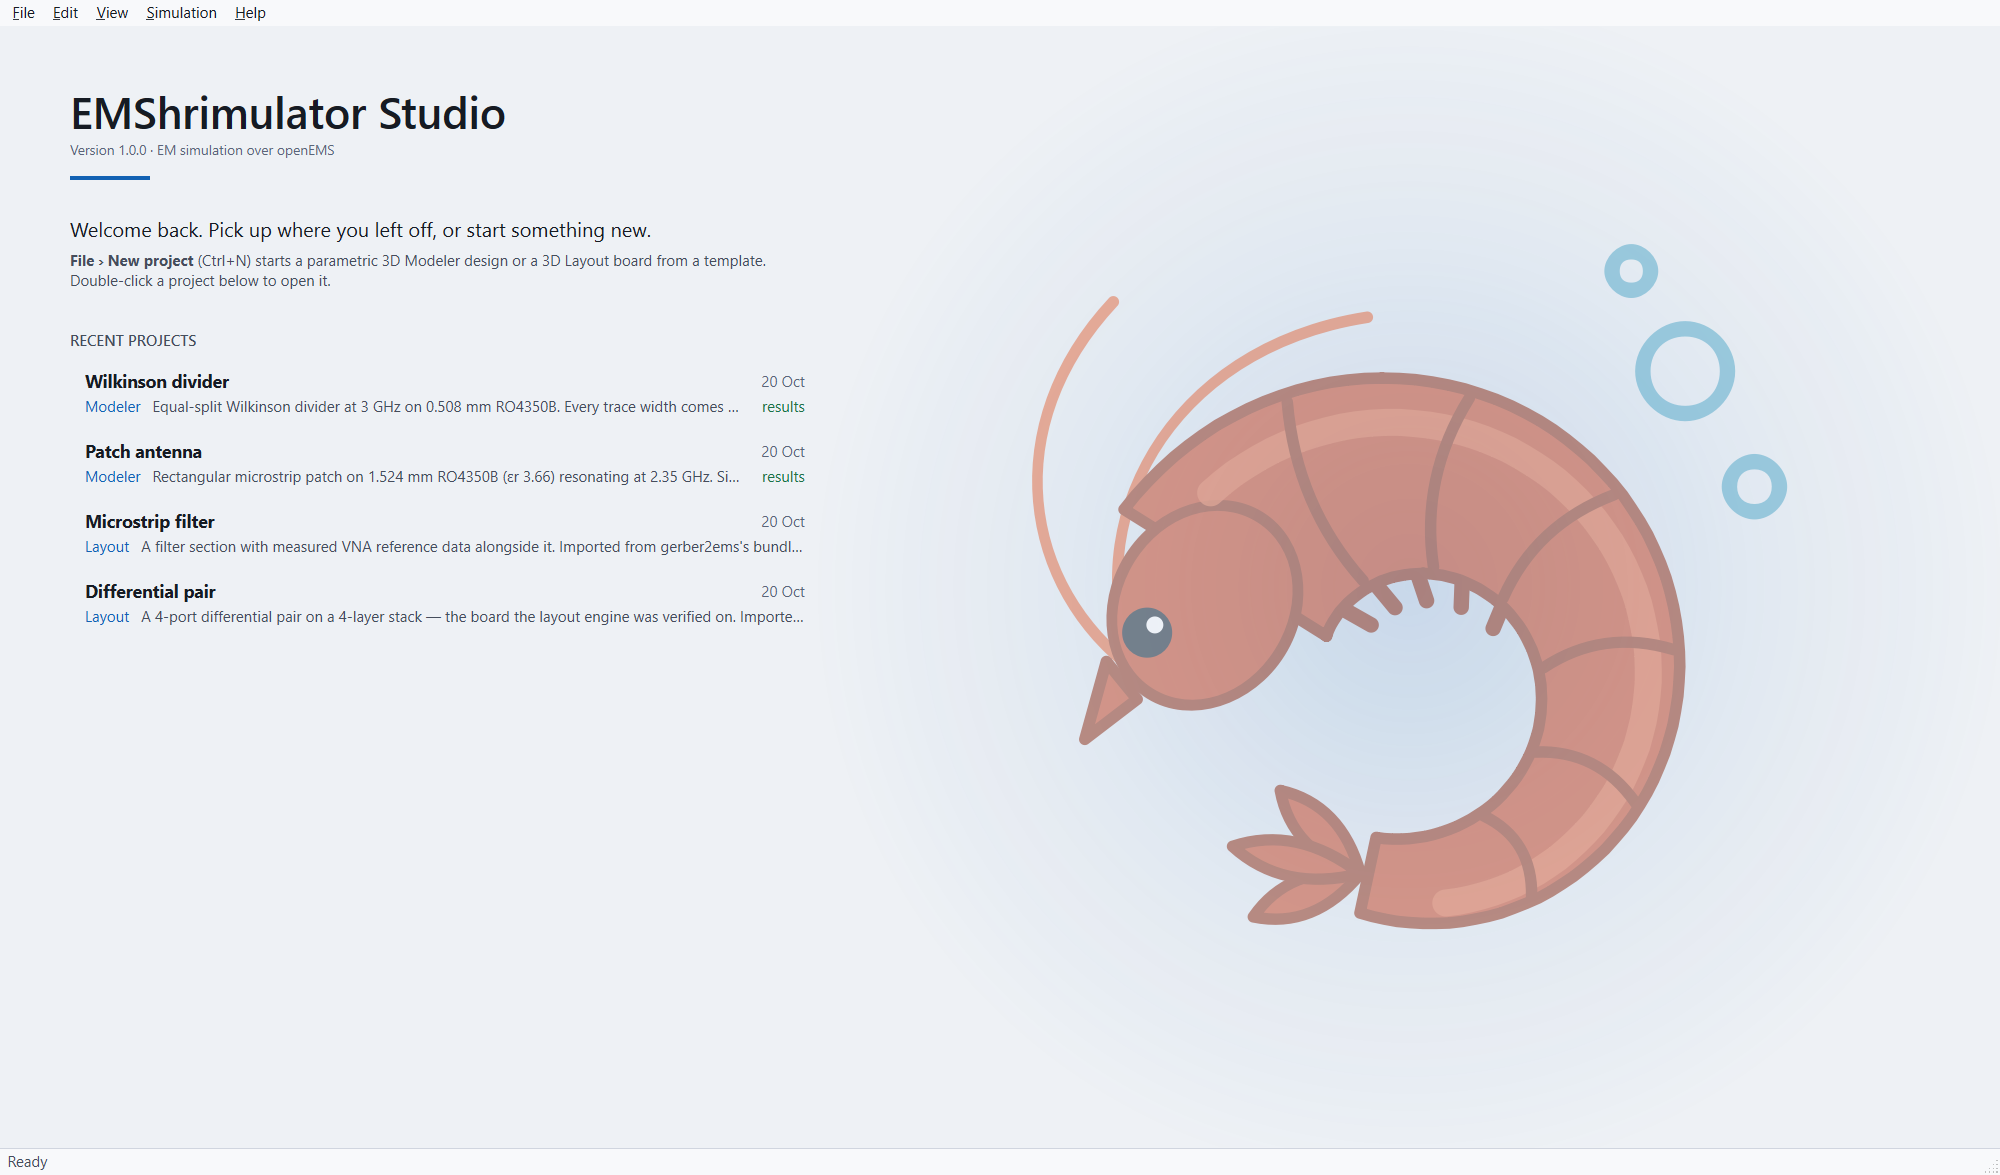 File Edit View Simulation Help
EMShrimulator Studio
Version 1.0.0 · EM simulation over openEMS
Welcome back. Pick up where you left off, or start something new.
File › New project (Ctrl+N) starts a parametric 3D Modeler design or a 3D Layout board from a template.
Double-click a project below to open it.
RECENT PROJECTS
Wilkinson divider 20 Oct
Modeler Equal-split Wilkinson divider at 3 GHz on 0.508 mm RO4350B. Every trace width comes ... results
Patch antenna 20 Oct
Modeler Rectangular microstrip patch on 1.524 mm RO4350B (εr 3.66) resonating at 2.35 GHz. Si... results
Microstrip filter 20 Oct
Layout A filter section with measured VNA reference data alongside it. Imported from gerber2ems's bundl...
Differential pair 20 Oct
Layout A 4-port differential pair on a 4-layer stack — the board the layout engine was verified on. Importe...
Ready